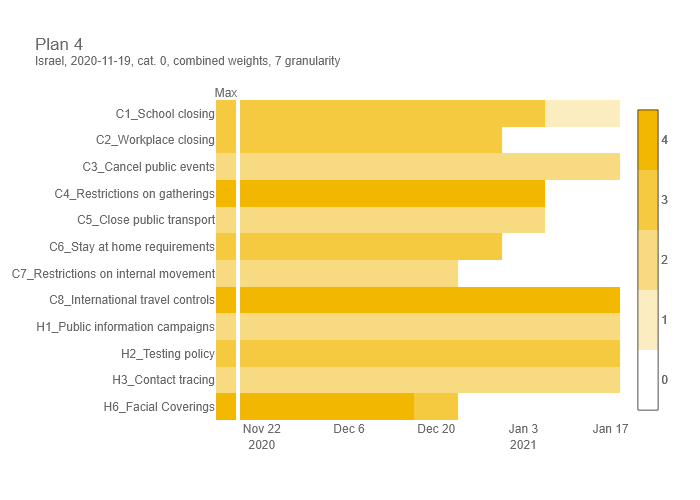 Plan 4
Israel, 2020-11-19, cat. 0, combined weights, 7 granularity
Max
C1_School closing
C2_Workplace closing
C3_Cancel public events
C4_Restrictions on gatherings
C5_Close public transport
C6_Stay at home requirements
C7_Restrictions on internal movement
C8_International travel controls
H1_Public information campaigns
H2_Testing policy
H3_Contact tracing
H6_Facial Coverings
4
3
2
1
0
Nov 22 Dec 6 Dec 20 Jan 3 Jan 17
2020 2021